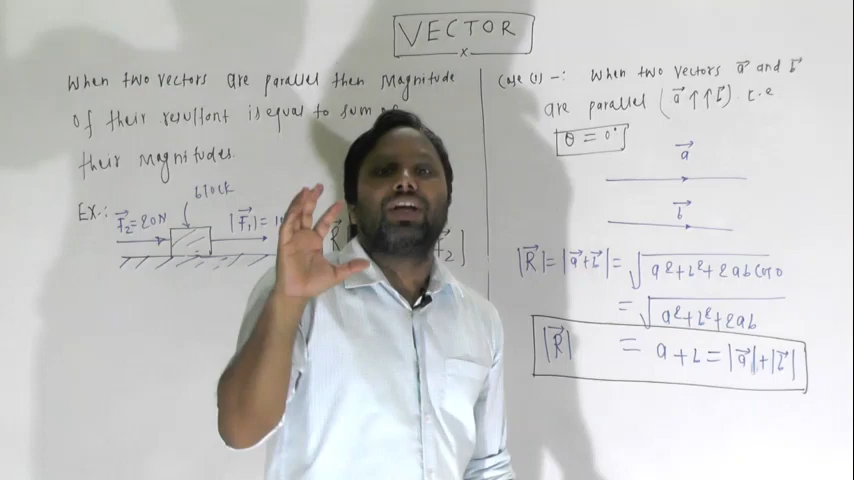 VECTOR
x
When two vectors are parallel then Magnitude
Of their resultant is equal to sum of
their Magnitudes.
Ex-:
block
F⃗₂=20N
|F⃗₁|=1
R⃗
F⃗₂]
Case (1) -: When two vectors a⃗ and b⃗
are parallel (a⃗↑↑b⃗). I.e
θ = 0°
a⃗
b⃗
|R⃗|=|a⃗+b⃗|=√a²+b²+2ab cos0
=√a²+b²+2ab
|R⃗| = a+b=|a⃗|+|b⃗|